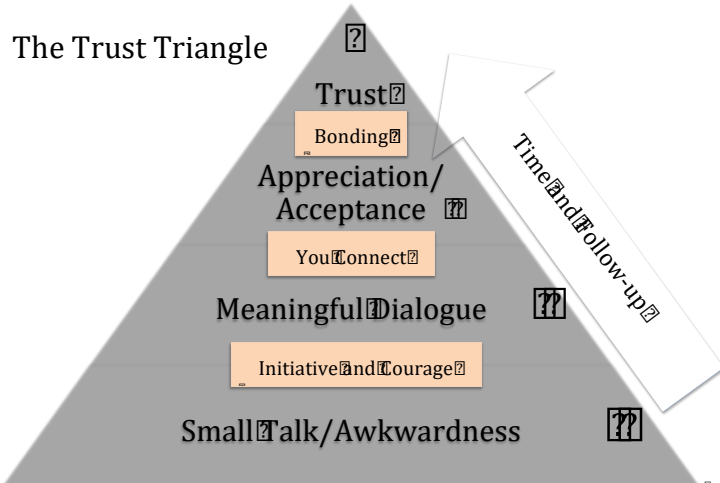 The Trust Triangle
Trust
Bonding
Appreciation/
Acceptance
You Connect
Meaningful Dialogue
Initiative and Courage
Small Talk/Awkwardness
Time and Follow-up